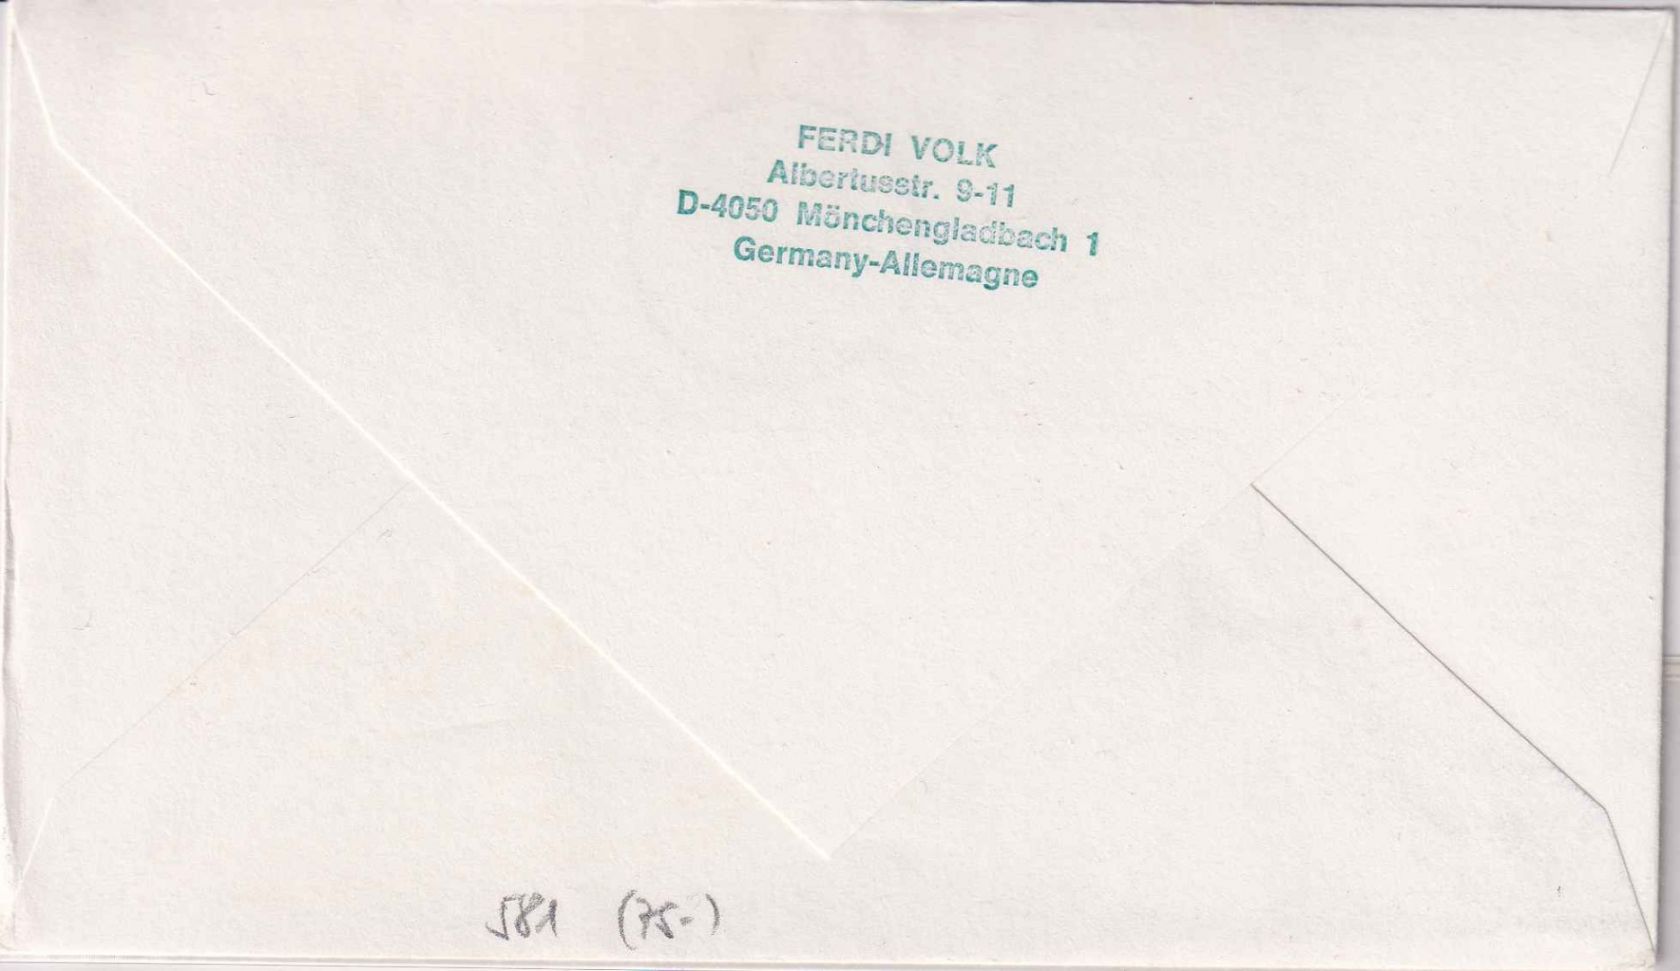 FERDI VOLK
Albertusstr. 9-11
D-4050 Mönchengladbach 1
Germany-Allemagne
581 (75.-)